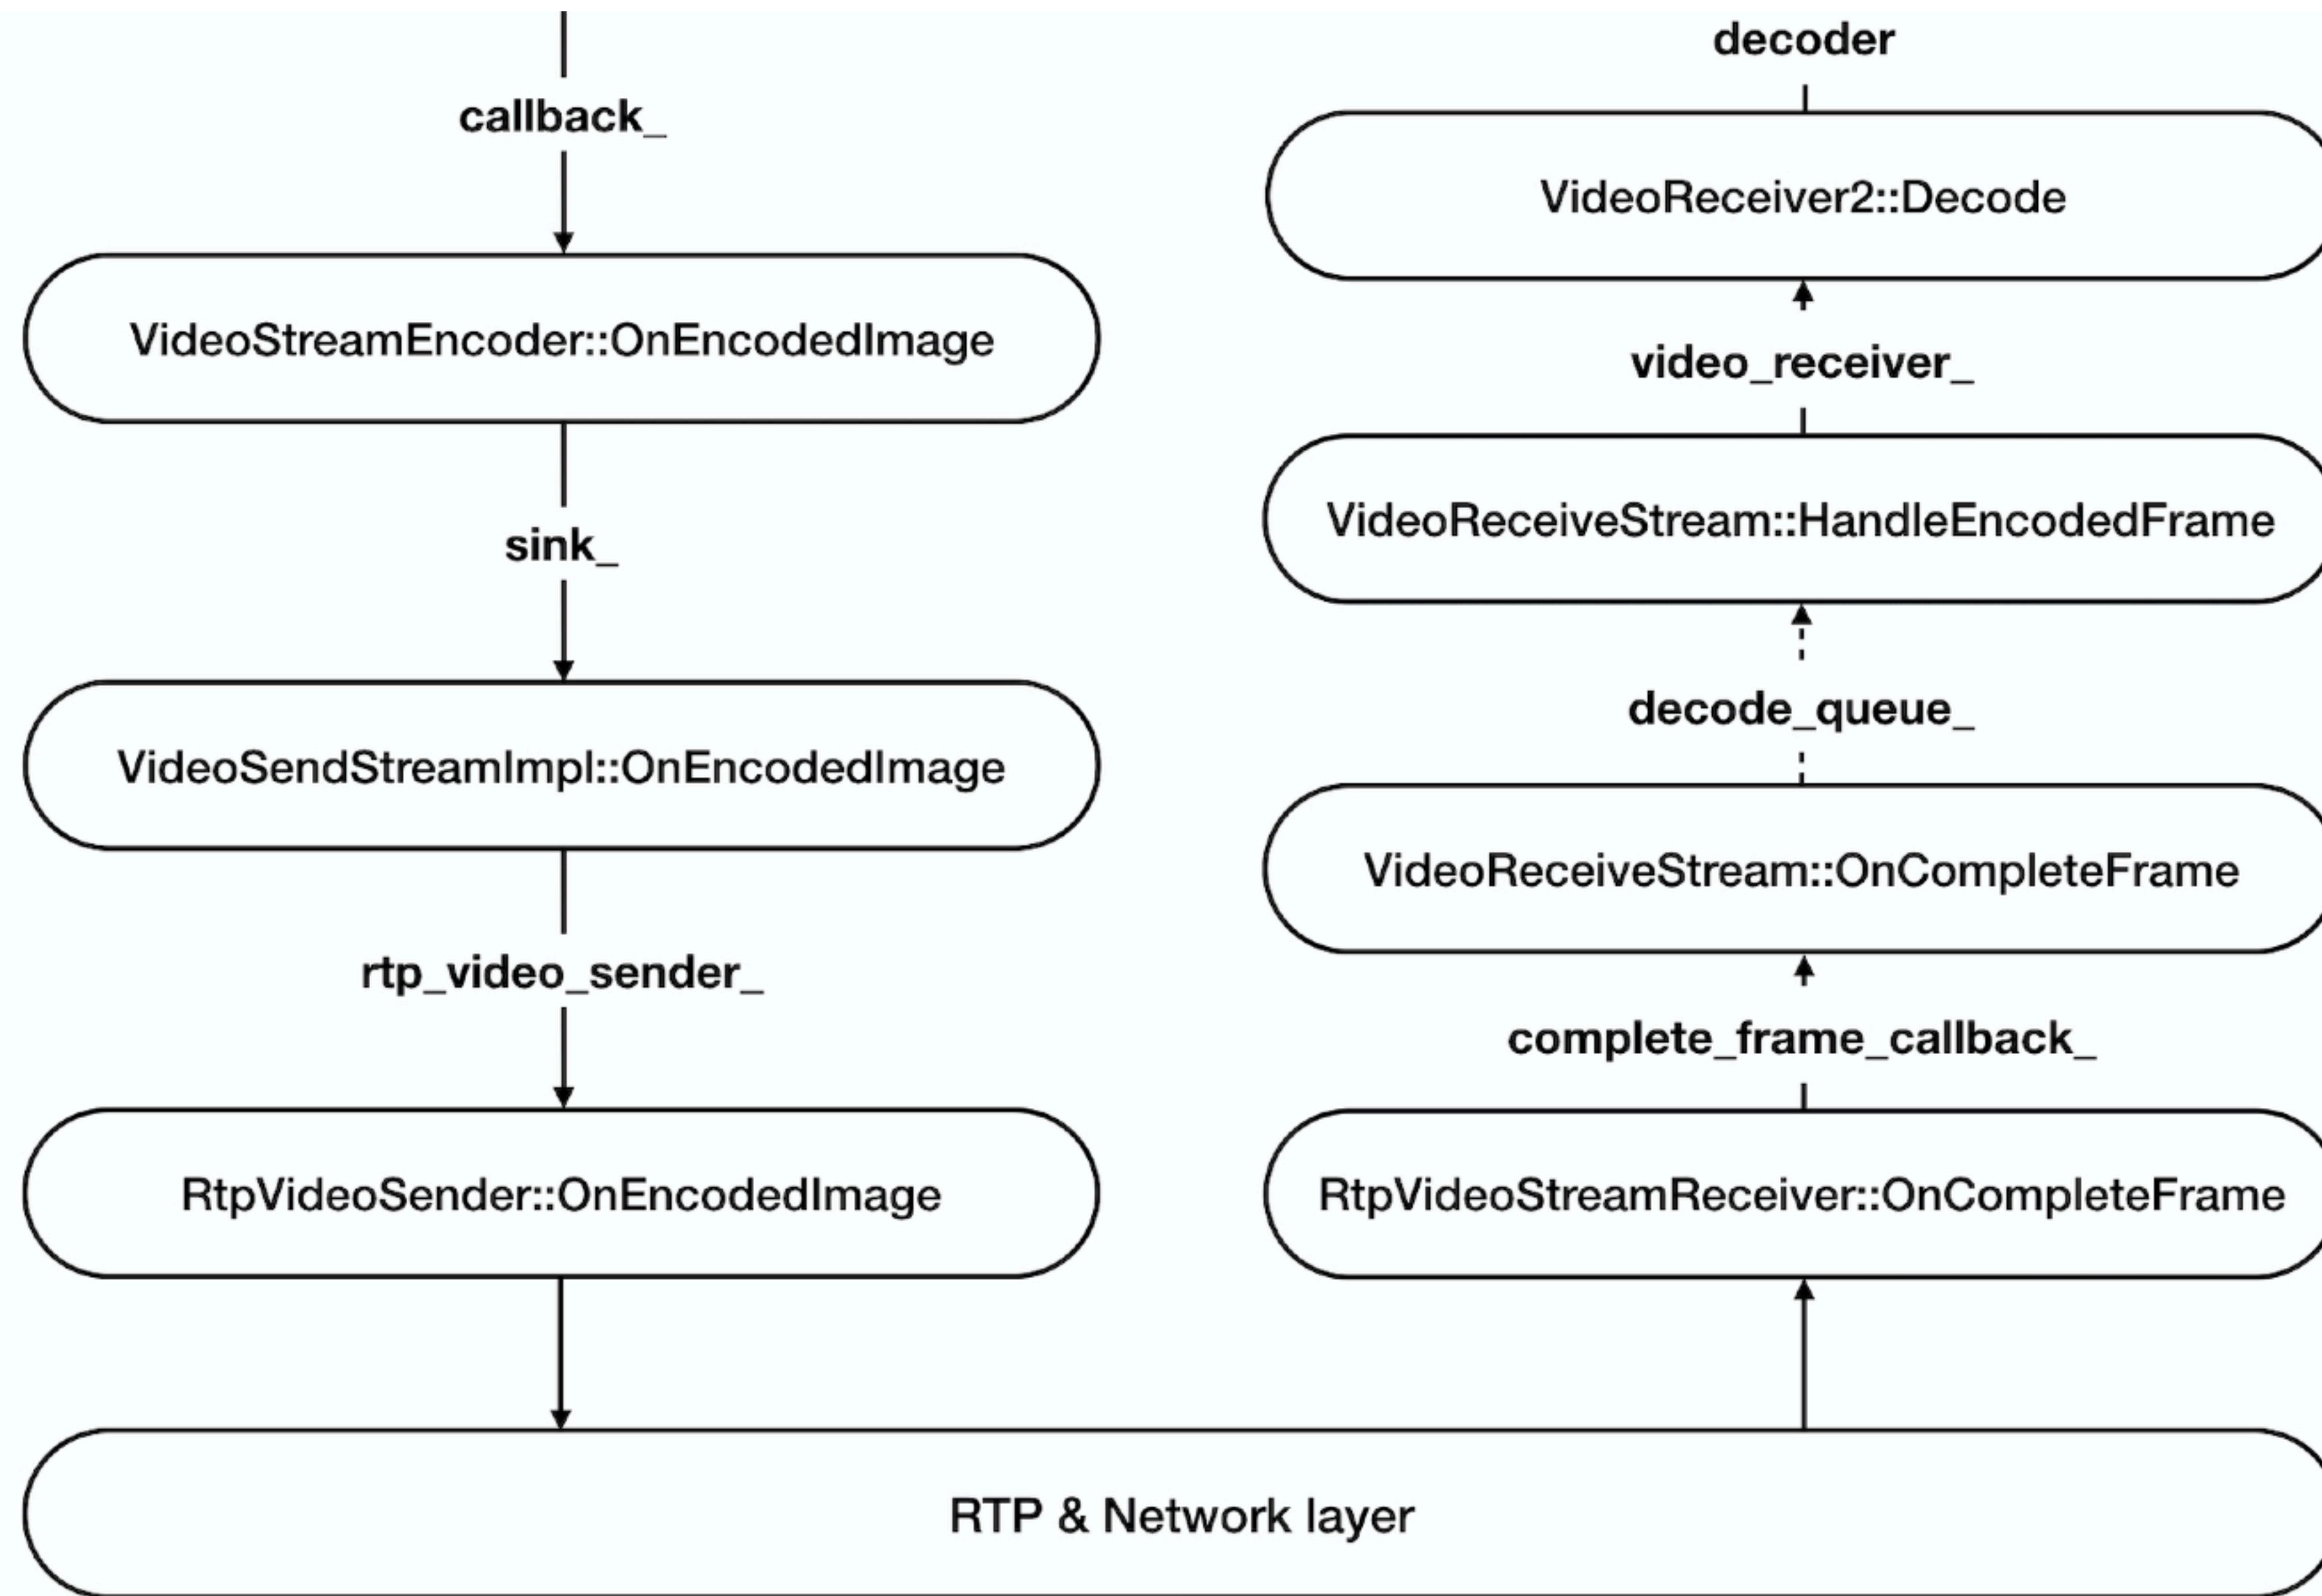 callback_
VideoStreamEncoder::OnEncodedImage
sink_
VideoSendStreamImpl::OnEncodedImage
rtp_video_sender_
RtpVideoSender::OnEncodedImage
decoder
VideoReceiver2::Decode
video_receiver_
VideoReceiveStream::HandleEncodedFrame
decode_queue_
VideoReceiveStream::OnCompleteFrame
complete_frame_callback_
RtpVideoStreamReceiver::OnCompleteFrame
RTP & Network layer